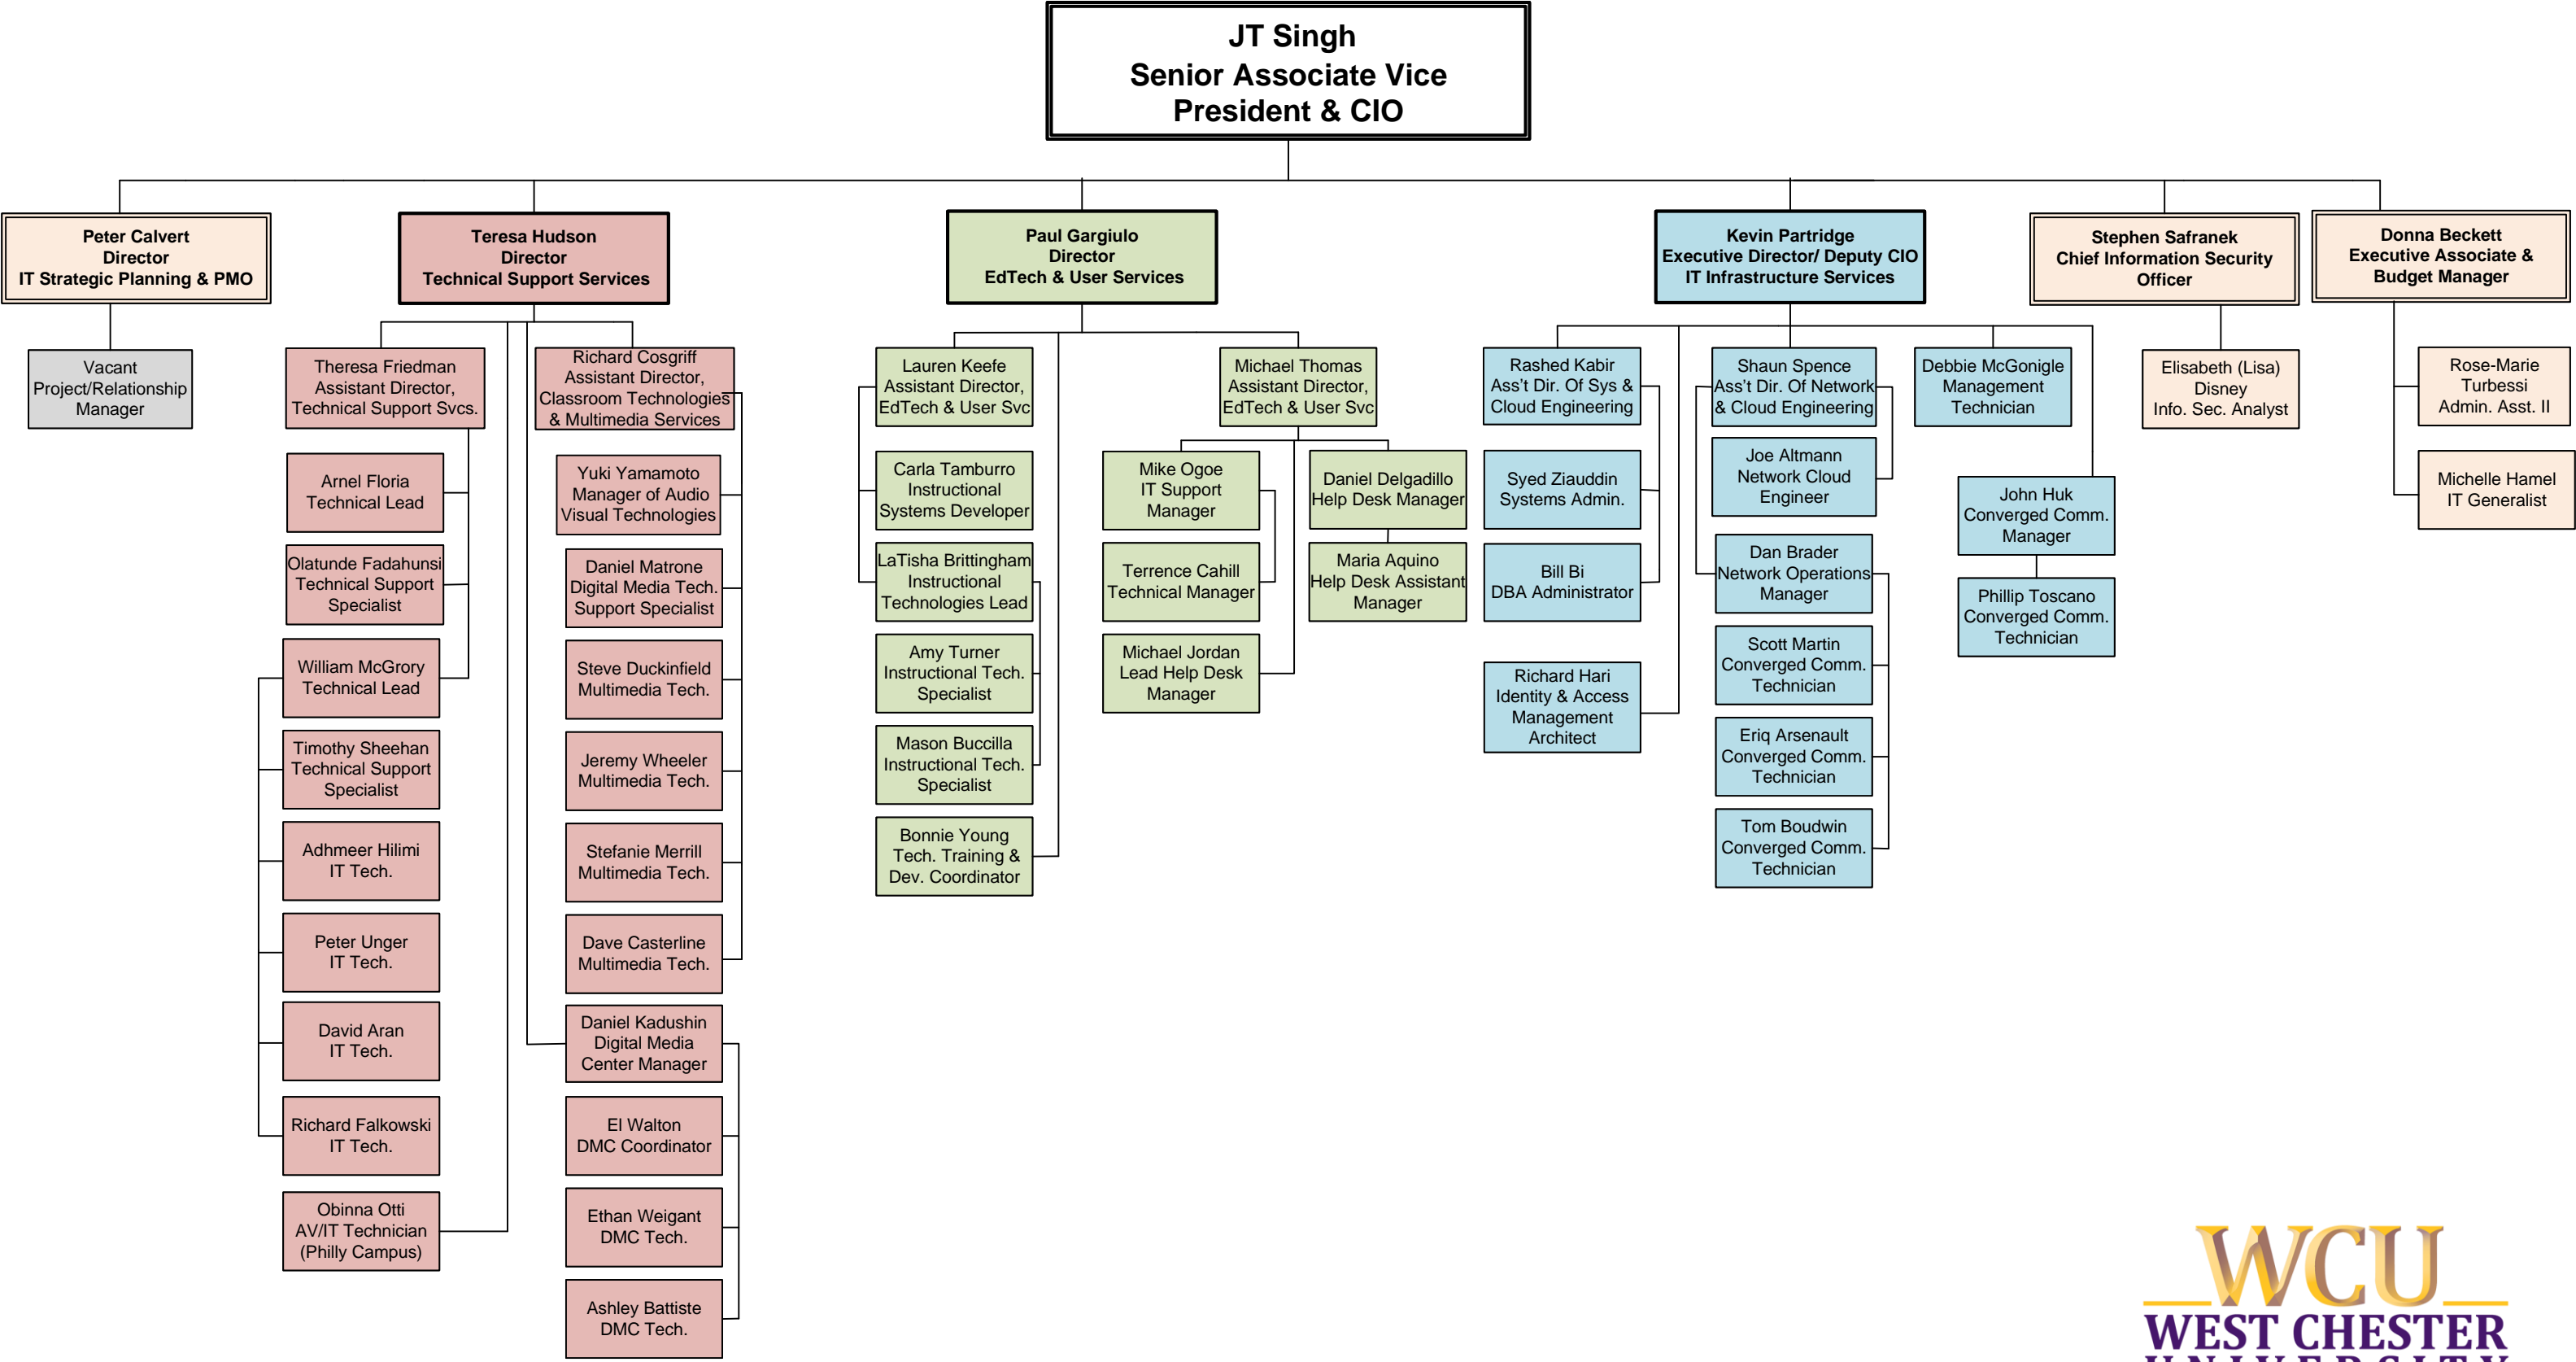 JT Singh
Senior Associate Vice
President & CIO
Peter Calvert
Director
IT Strategic Planning & PMO
Vacant
Project/Relationship
Manager
Teresa Hudson
Director
Technical Support Services
Theresa Friedman
Assistant Director,
Technical Support Svcs.
Arnel Floria
Technical Lead
Olatunde Fadahunsi
Technical Support
Specialist
William McGrory
Technical Lead
Timothy Sheehan
Technical Support
Specialist
Adhmeer Hilimi
IT Tech.
Peter Unger
IT Tech.
David Aran
IT Tech.
Richard Falkowski
IT Tech.
Obinna Otti
AV/IT Technician
(Philly Campus)
Richard Cosgriff
Assistant Director,
Classroom Technologies
& Multimedia Services
Yuki Yamamoto
Manager of Audio
Visual Technologies
Daniel Matrone
Digital Media Tech.
Support Specialist
Steve Duckinfield
Multimedia Tech.
Jeremy Wheeler
Multimedia Tech.
Stefanie Merrill
Multimedia Tech.
Dave Casterline
Multimedia Tech.
Daniel Kadushin
Digital Media
Center Manager
El Walton
DMC Coordinator
Ethan Weigant
DMC Tech.
Ashley Battiste
DMC Tech.
Paul Gargiulo
Director
EdTech & User Services
Lauren Keefe
Assistant Director,
EdTech & User Svc
Carla Tamburro
Instructional
Systems Developer
LaTisha Brittingham
Instructional
Technologies Lead
Amy Turner
Instructional Tech.
Specialist
Mason Buccilla
Instructional Tech.
Specialist
Bonnie Young
Tech. Training &
Dev. Coordinator
Michael Thomas
Assistant Director,
EdTech & User Svc
Mike Ogoe
IT Support
Manager
Terrence Cahill
Technical Manager
Michael Jordan
Lead Help Desk
Manager
Daniel Delgadillo
Help Desk Manager
Maria Aquino
Help Desk Assistant
Manager
Kevin Partridge
Executive Director/ Deputy CIO
IT Infrastructure Services
Rashed Kabir
Ass't Dir. Of Sys &
Cloud Engineering
Syed Ziauddin
Systems Admin.
Bill Bi
DBA Administrator
Richard Hari
Identity & Access
Management
Architect
Shaun Spence
Ass't Dir. Of Network
& Cloud Engineering
Joe Altmann
Network Cloud
Engineer
Dan Brader
Network Operations
Manager
Scott Martin
Converged Comm.
Technician
Eriq Arsenault
Converged Comm.
Technician
Tom Boudwin
Converged Comm.
Technician
Debbie McGonigle
Management
Technician
John Huk
Converged Comm.
Manager
Phillip Toscano
Converged Comm.
Technician
Stephen Safranek
Chief Information Security
Officer
Elisabeth (Lisa)
Disney
Info. Sec. Analyst
Donna Beckett
Executive Associate &
Budget Manager
Rose-Marie
Turbessi
Admin. Asst. II
Michelle Hamel
IT Generalist
WCU
WEST CHESTER
UNIVERSITY